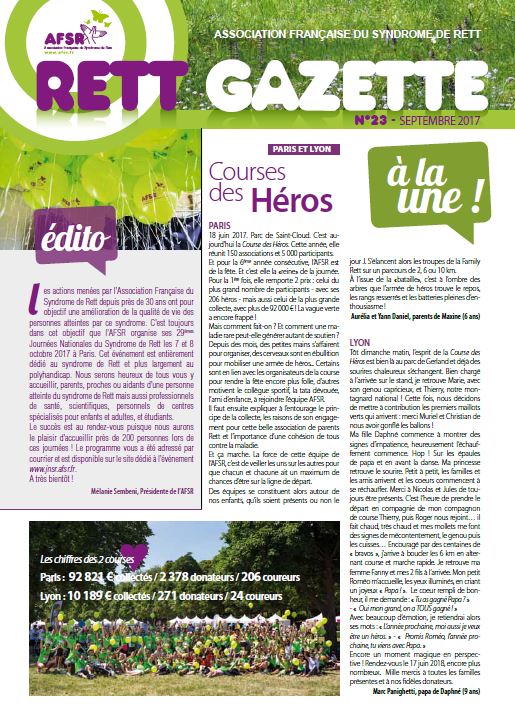 AFSR
Association Française du Syndrome de Rett
www.afsr.fr
ASSOCIATION FRANÇAISE DU SYNDROME DE RETT
RETT GAZETTE
N°23 - SEPTEMBRE 2017
édito
les actions menées par l'Association Française du
Syndrome de Rett depuis près de 30 ans ont pour
objectif une amélioration de la qualité de vie des
personnes atteintes par ce syndrome. C'est toujours
dans cet objectif que l'AFSR organise ses 29èmes
Journées Nationales du Syndrome de Rett les 7 et 8
octobre 2017 à Paris. Cet événement est entièrement
dédié au syndrome de Rett et plus largement au
polyhandicap. Nous serons heureux de tous vous y
accueillir, parents, proches ou aidants d'une personne
atteinte du syndrome de Rett mais aussi professionnels
de santé, scientifiques, personnels de centres
spécialisés pour enfants et adultes, et étudiants.
Le succès est au rendez-vous puisque nous aurons
le plaisir d'accueillir près de 200 personnes lors de
ces journées ! Le programme vous a été adressé par
courrier et est disponible sur le site dédié à l'événement
www.jnsr.afsr.fr.
A très bientôt !
Mélanie Sembeni, Présidente de l'AFSR
PARIS ET LYON
Courses
des Héros
PARIS
18 juin 2017. Parc de Saint-Cloud. C'est au-
jourd'hui la Course des Héros. Cette année, elle
réunit 150 associations et 5 000 participants.
Et pour la 6ème année consécutive, l'AFSR est
de la fête. Et c'est elle la «reine» de la journée.
Pour la 1ère fois, elle remporte 2 prix : celui du
plus grand nombre de participants - avec ses
206 héros - mais aussi celui de la plus grande
collecte, avec plus de 92 000 € ! La vague verte
a encore frappé !
Mais comment fait-on ? Et comment une ma-
ladie rare peut-elle générer autant de soutien ?
Depuis des mois, des petites mains s'affairent
pour organiser, des cerveaux sont en ébullition
pour mobiliser une armée de héros... Certains
sont en lien avec les organisateurs de la course
pour rendre la fête encore plus folle, d'autres
motivent le collègue sportif, la tata dévouée,
l'ami d'enfance, à rejoindre l'équipe AFSR.
Il faut ensuite expliquer à l'entourage le prin-
cipe de la collecte, les raisons de son engage-
ment pour cette belle association de parents
Rett et l'importance d'une cohésion de tous
contre la maladie.
Et ça marche. La force de cette équipe de
l'AFSR, c'est de veiller les uns sur les autres pour
que chacun et chacune ait un maximum de
chances d'être sur la ligne de départ.
Des équipes se constituent alors autour de
nos enfants, qu'ils soient présents ou non le
à la
une !
jour J. S'élancent alors les troupes de la Family
Rett sur un parcours de 2, 6 ou 10 km.
À l'issue de la «bataille», c'est à l'ombre des
arbres que l'armée de héros trouve le repos,
les rangs resserrés et les batteries pleines d'en-
thousiasme !
Aurélia et Yann Daniel, parents de Maxine (6 ans)
LYON
Tôt dimanche matin, l'esprit de la Course des
Héros est bien là au parc de Gerland et déjà des
sourires chaleureux s'échangent. Bien chargé
à l'arrivée sur le stand, je retrouve Marie, avec
son genou capricieux, et Thierry, notre mon-
tagnard national ! Cette fois, nous décidons
de mettre à contribution les premiers maillots
verts qui arrivent : merci Muriel et Christian de
nous avoir gonflé les ballons !
Ma fille Daphné commence à montrer des
signes d'impatience, heureusement l'échauf-
fement commence. Hop ! Sur les épaules
de papa et en avant la danse. Ma princesse
retrouve le sourire. Petit à petit, les familles et
les amis arrivent et les coeurs commencent à
se réchauffer. Merci à Nicolas et Jules de tou-
jours être présents. C'est l'heure de prendre le
départ en compagnie de mon compagnon
de course Thierry, puis Roger nous rejoint… il
fait chaud, très chaud et mes mollets me font
des signes de mécontentement, le genou puis
les cuisses… Encouragé par des centaines de
« bravos », j'arrive à boucler les 6 km en alter-
nant course et marche rapide. Je retrouve ma
femme Fanny et mes 2 fils à l'arrivée. Mon petit
Roméo m'accueille, les yeux illuminés, en criant
un joyeux « Papa ! ». Le coeur rempli de bon-
heur, il me demande : « Tu as gagné Papa ? »
- « Oui mon grand, on a TOUS gagné ! »
Avec beaucoup d'émotion, je retiendrai alors
ses mots : « L'année prochaine, moi aussi je veux
être un héros. » - « Promis Roméo, l'année pro-
chaine, tu viens avec Papa. »
Encore un moment magique en perspec-
tive ! Rendez-vous le 17 juin 2018, encore plus
nombreux. Mille mercis à toutes les familles
présentes et à nos fidèles donateurs.
Marc Panighetti, papa de Daphné (9 ans)
Les chiffres des 2 courses
Paris : 92 821 € collectés / 2 378 donateurs / 206 coureurs
Lyon : 10 189 € collectés / 271 donateurs / 24 coureurs